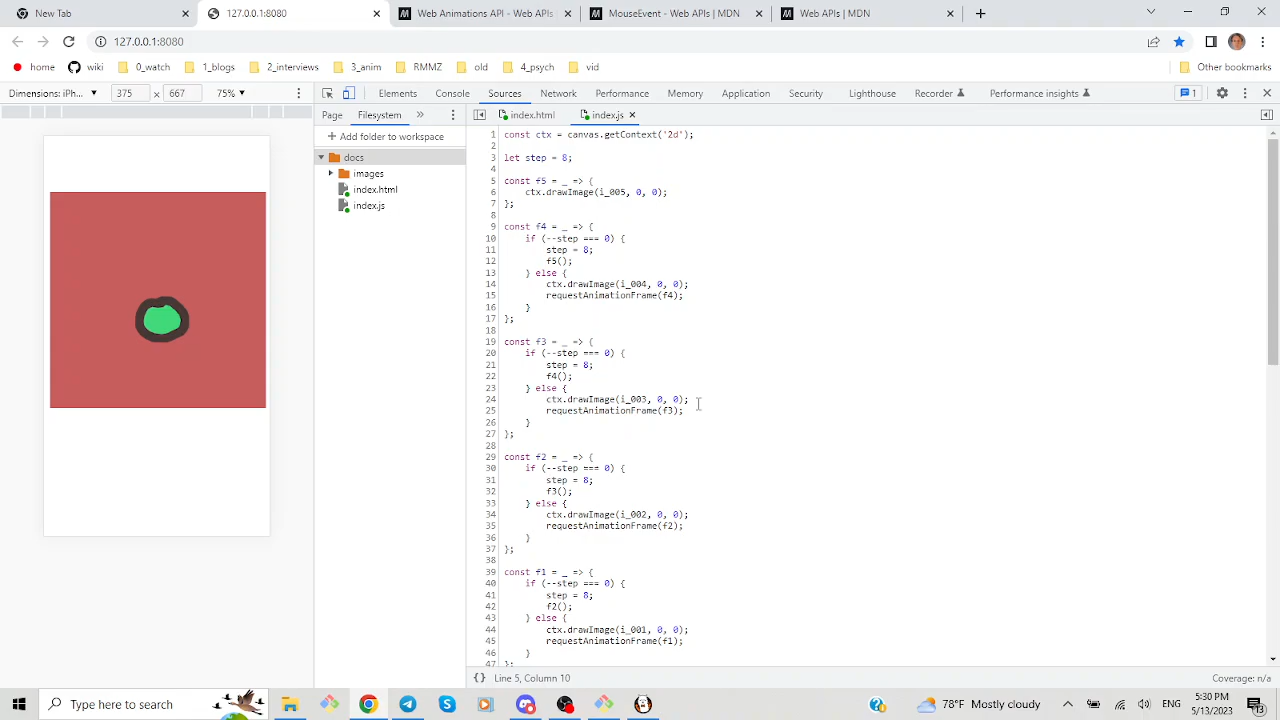 New Tab
127.0.0.1:8080
Web Animations API - Web APIs
MouseEvent - Web APIs | MDN
Web APIs | MDN
127.0.0.1:8080
home
wiki
0_watch
1_blogs
2_interviews
3_anim
RMMZ
old
4_psych
vid
Other bookmarks
Dimensions: iPh...
375
×
667
75%
Elements
Console
Sources
Network
Performance
Memory
Application
Security
Lighthouse
Recorder
Performance insights
1
Page
Filesystem
»
index.html
index.js
+ Add folder to workspace
docs
images
index.html
index.js
1 const ctx = canvas.getContext('2d');
2
3 let step = 8;
4
5 const f5 = _ => {
6 ctx.drawImage(i_005, 0, 0);
7 };
8
9 const f4 = _ => {
10 if (--step === 0) {
11 step = 8;
12 f5();
13 } else {
14 ctx.drawImage(i_004, 0, 0);
15 requestAnimationFrame(f4);
16 }
17 };
18
19 const f3 = _ => {
20 if (--step === 0) {
21 step = 8;
22 f4();
23 } else {
24 ctx.drawImage(i_003, 0, 0);
25 requestAnimationFrame(f3);
26 }
27 };
28
29 const f2 = _ => {
30 if (--step === 0) {
31 step = 8;
32 f3();
33 } else {
34 ctx.drawImage(i_002, 0, 0);
35 requestAnimationFrame(f2);
36 }
37 };
38
39 const f1 = _ => {
40 if (--step === 0) {
41 step = 8;
42 f2();
43 } else {
44 ctx.drawImage(i_001, 0, 0);
45 requestAnimationFrame(f1);
46 }
47 };
{} Line 5, Column 10
Coverage: n/a
Type here to search
78°F Mostly cloudy
ENG
5:30 PM
5/13/2023
13